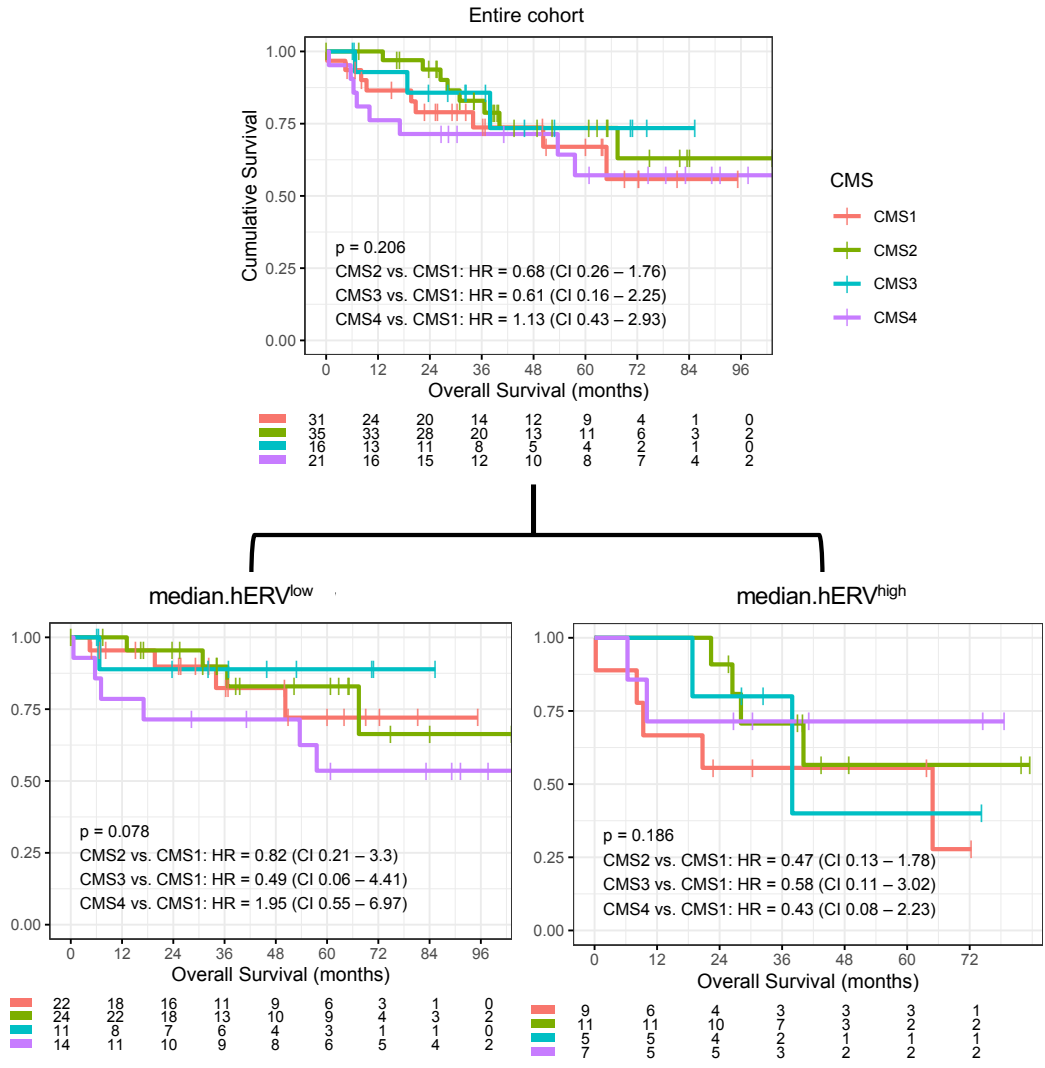 Entire cohort
1.00
0.75
0.50
0.25
0.00
Cumulative Survival
p = 0.206
CMS2 vs. CMS1: HR = 0.68 (CI 0.26 – 1.76)
CMS3 vs. CMS1: HR = 0.61 (CI 0.16 – 2.25)
CMS4 vs. CMS1: HR = 1.13 (CI 0.43 – 2.93)
0 12 24 36 48 60 72 84 96
Overall Survival (months)
CMS
CMS1
CMS2
CMS3
CMS4
31 24 20 14 12 9 4 1 0
35 33 28 20 13 11 6 3 2
16 13 11 8 5 4 2 1 0
21 16 15 12 10 8 7 4 2
median.hERVlow
1.00
0.75
0.50
0.25
0.00
p = 0.078
CMS2 vs. CMS1: HR = 0.82 (CI 0.21 – 3.3)
CMS3 vs. CMS1: HR = 0.49 (CI 0.06 – 4.41)
CMS4 vs. CMS1: HR = 1.95 (CI 0.55 – 6.97)
0 12 24 36 48 60 72 84 96
Overall Survival (months)
22 18 16 11 9 6 3 1 0
24 22 18 13 10 9 4 3 2
11 8 7 6 4 3 1 1 0
14 11 10 9 8 6 5 4 2
median.hERVhigh
1.00
0.75
0.50
0.25
0.00
p = 0.186
CMS2 vs. CMS1: HR = 0.47 (CI 0.13 – 1.78)
CMS3 vs. CMS1: HR = 0.58 (CI 0.11 – 3.02)
CMS4 vs. CMS1: HR = 0.43 (CI 0.08 – 2.23)
0 12 24 36 48 60 72
Overall Survival (months)
9 6 4 3 3 3 1
11 11 10 7 3 2 2
5 5 4 2 1 1 1
7 5 5 3 2 2 2